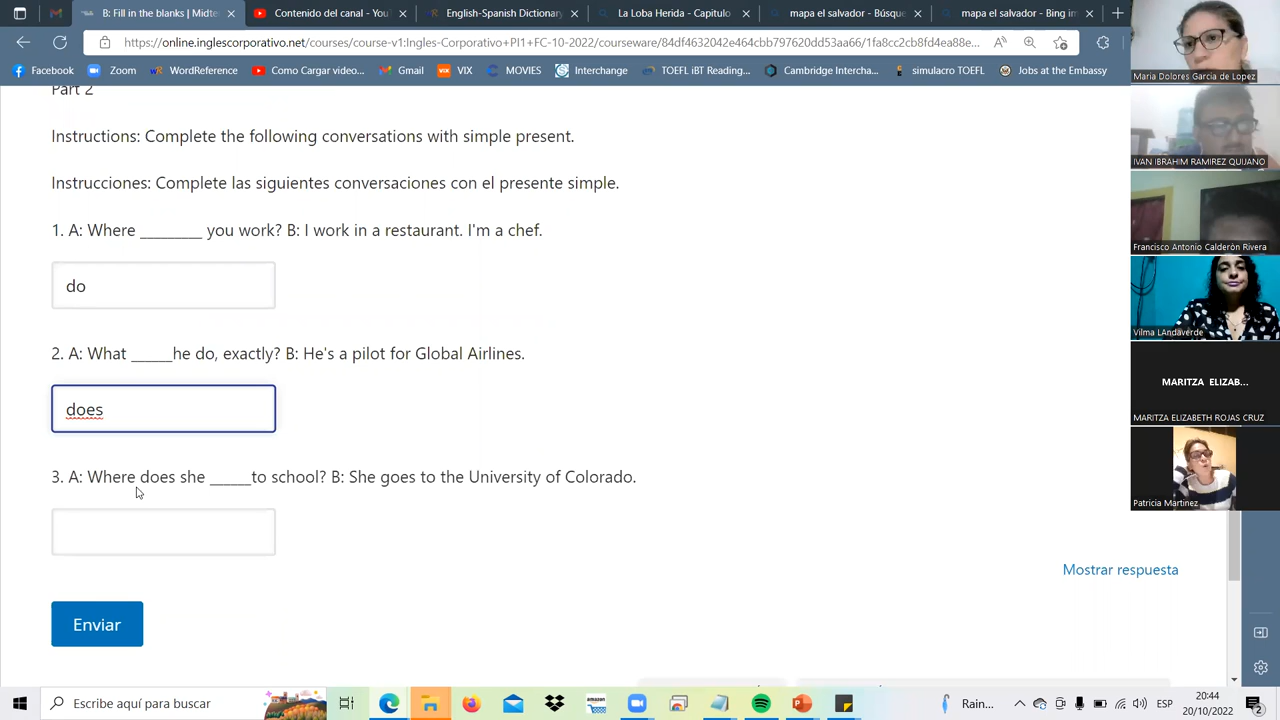 B: Fill in the blanks | Midte
Contenido del canal - You
English-Spanish Dictionary
La Loba Herida - Capitulo
mapa el salvador - Búsque
mapa el salvador - Bing im
https://online.inglescorporativo.net/courses/course-v1:Ingles-Corporativo+PI1+FC-10-2022/courseware/84df4632042e464cbb797620dd53aa66/1fa8cc2cb8fd4ea88e...
Facebook
Zoom
WordReference
Como Cargar video...
Gmail
VIX
MOVIES
Interchange
TOEFL iBT Reading...
Cambridge Intercha...
simulacro TOEFL
Jobs at the Embassy
Part 2
Instructions: Complete the following conversations with simple present.
Instrucciones: Complete las siguientes conversaciones con el presente simple.
1. A: Where ________ you work? B: I work in a restaurant. I'm a chef.
do
2. A: What _____he do, exactly? B: He's a pilot for Global Airlines.
does
3. A: Where does she _____to school? B: She goes to the University of Colorado.
Mostrar respuesta
Enviar
Maria Dolores Garcia de Lopez
IVAN IBRAHIM RAMIREZ QUIJANO
Francisco Antonio Calderón Rivera
Vilma LAndaverde
MARITZA ELIZAB...
MARITZA ELIZABETH ROJAS CRUZ
Patricia Martinez
Escribe aquí para buscar
amazon
Rain...
ESP
20:44
20/10/2022
2